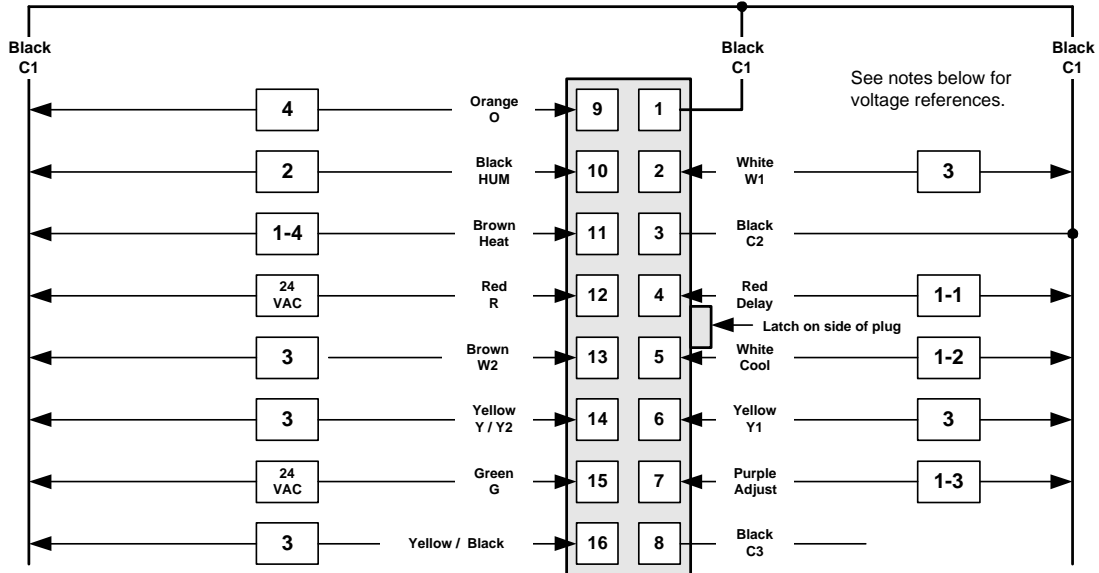 Black
C1
Black
C1
Black
C1
See notes below for
voltage references.
4
Orange
O
9
1
2
Black
HUM
10
2
White
W1
3
1-4
Brown
Heat
11
3
Black
C2
24
VAC
Red
R
12
4
Red
Delay
1-1
Latch on side of plug
3
Brown
W2
13
5
White
Cool
1-2
3
Yellow
Y / Y2
14
6
Yellow
Y1
3
24
VAC
Green
G
15
7
Purple
Adjust
1-3
3
Yellow / Black
16
8
Black
C3